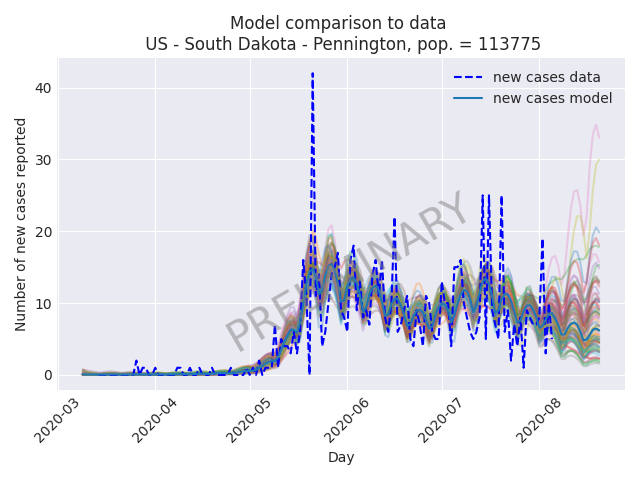 Model comparison to data
US - South Dakota - Pennington, pop. = 113775
new cases data
new cases model
PRELIMINARY
Number of new cases reported
40
30
20
10
0
2020-03
2020-04
2020-05
2020-06
2020-07
2020-08
Day